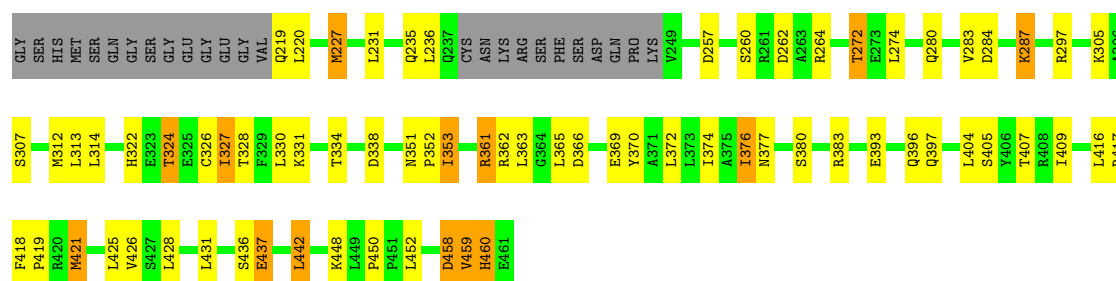 GLY SER HIS MET SER GLN GLY SER GLY GLU GLY GLU GLY VAL Q219 L220 M227 L231 Q235 L236 Q237 CYS ASN LYS ARG SER PHE SER ASP GLN PRO LYS V249 D257 S260 R261 D262 A263 R264 T272 E273 L274 Q280 V283 D284 K287 R297 K305
S307 M312 L313 L314 H322 E323 T324 E325 C326 I327 T328 F329 L330 K331 T334 D338 N351 P352 I353 R361 R362 L363 G364 L365 D366 E369 Y370 A371 L372 L373 I374 A375 I376 N377 S380 R383 E393 Q396 Q397 L404 S405 Y406 T407 R408 I409 L416
F418 P419 R420 M421 L425 V426 S427 L428 L431 S436 E437 L442 K448 L449 P450 P451 L452 D458 V459 H460 E461